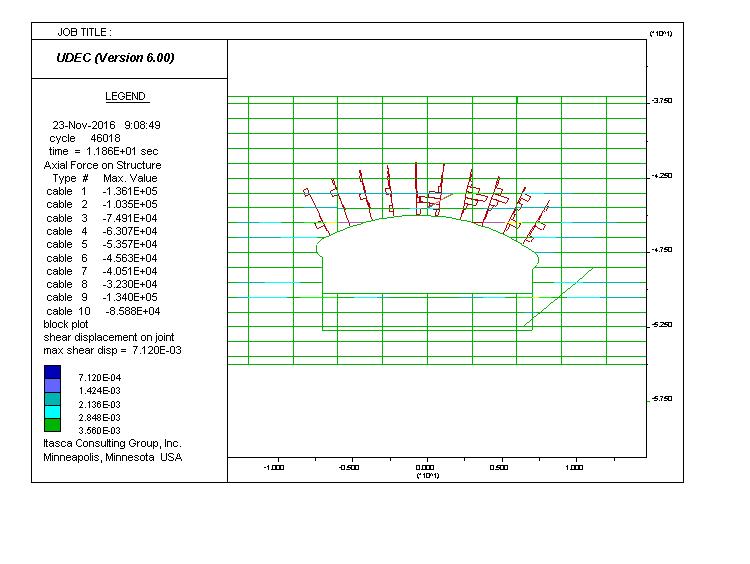 JOB TITLE :
UDEC (Version 6.00)
LEGEND
23-Nov-2016 9:08:49
cycle 46018
time = 1.186E+01 sec
Axial Force on Structure
Type # Max. Value
cable 1 -1.361E+05
cable 2 -1.035E+05
cable 3 -7.491E+04
cable 4 -6.307E+04
cable 5 -5.357E+04
cable 6 -4.563E+04
cable 7 -4.051E+04
cable 8 -3.230E+04
cable 9 -1.340E+05
cable 10 -8.588E+04
block plot
shear displacement on joint
max shear disp = 7.120E-03
7.120E-04
1.424E-03
2.136E-03
2.848E-03
3.560E-03
Itasca Consulting Group, Inc.
Minneapolis, Minnesota USA
(*10^1)
-3.750
-4.250
-4.750
-5.250
-5.750
-1.000 -0.500 0.000 0.500 1.000
(*10^1)